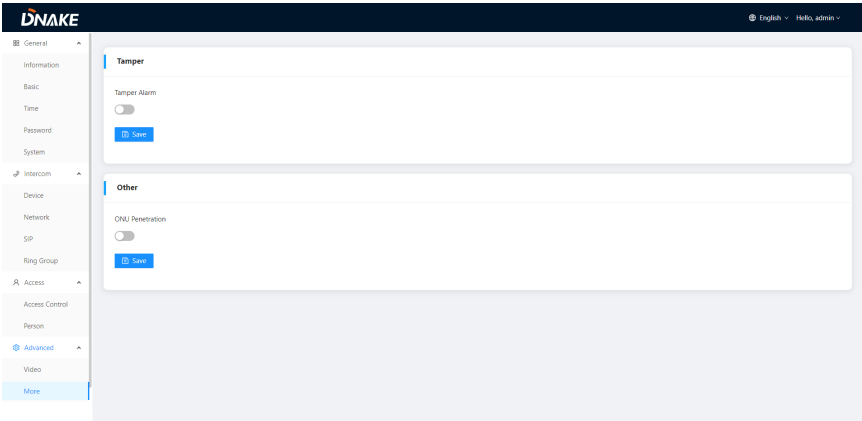 DNAKE
English
Hello, admin
General
Information
Basic
Time
Password
System
Intercom
Device
Network
SIP
Ring Group
Access
Access Control
Person
Advanced
Video
More
Tamper
Tamper Alarm
Save
Other
ONU Penetration
Save